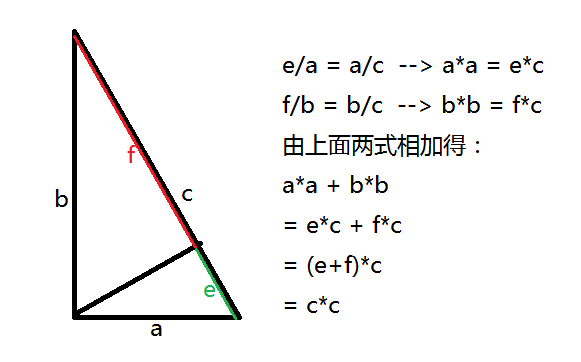 e/a = a/c --> a*a = e*c
f/b = b/c --> b*b = f*c
由上面两式相加得：
a*a + b*b
= e*c + f*c
= (e+f)*c
= c*c
f
b
c
e
a